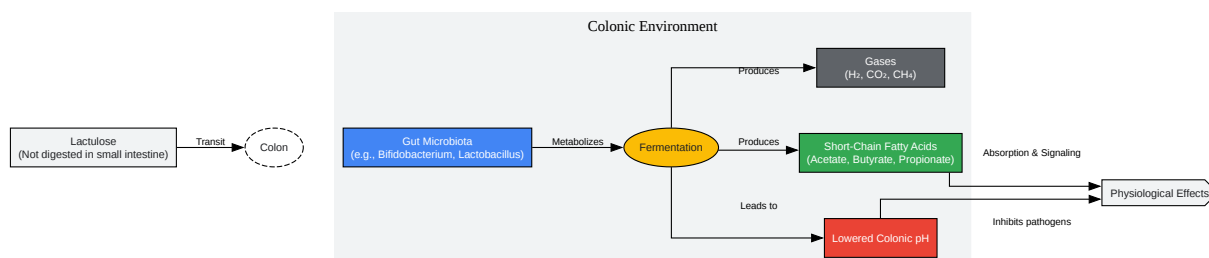 Colonic Environment
Gases
(H₂, CO₂, CH₄)
Produces
Lactulose
(Not digested in small intestine)
Transit
Colon
Gut Microbiota
(e.g., Bifidobacterium, Lactobacillus)
Metabolizes
Fermentation
Produces
Short-Chain Fatty Acids
(Acetate, Butyrate, Propionate)
Absorption & Signaling
Physiological Effects
Leads to
Lowered Colonic pH
Inhibits pathogens